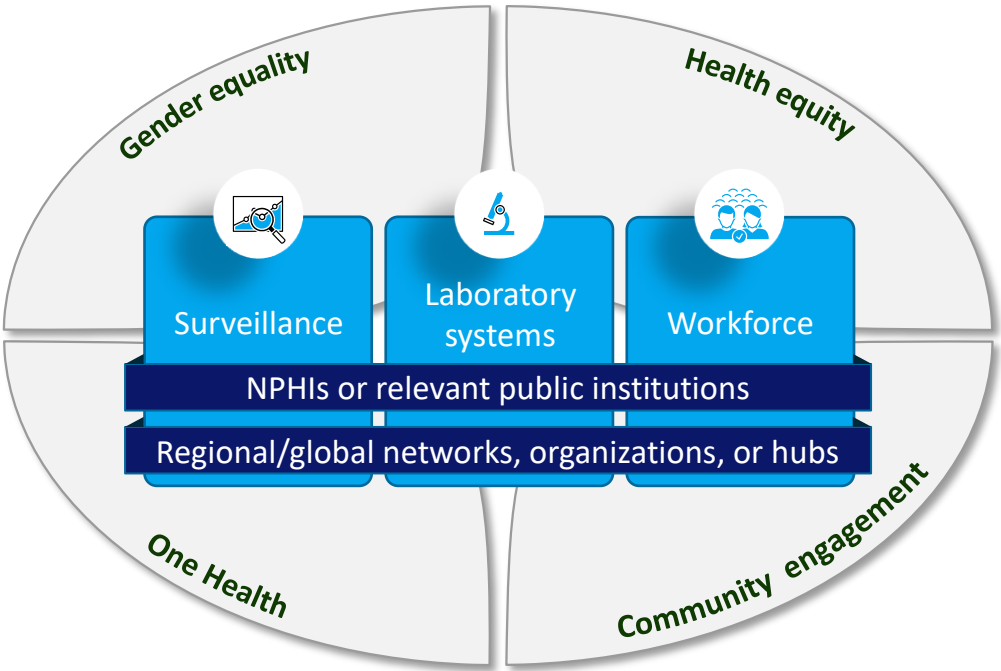 Gender equality
Health equity
Surveillance
Laboratory
systems
Workforce
NPHIs or relevant public institutions
Regional/global networks, organizations, or hubs
One Health
Community engagement